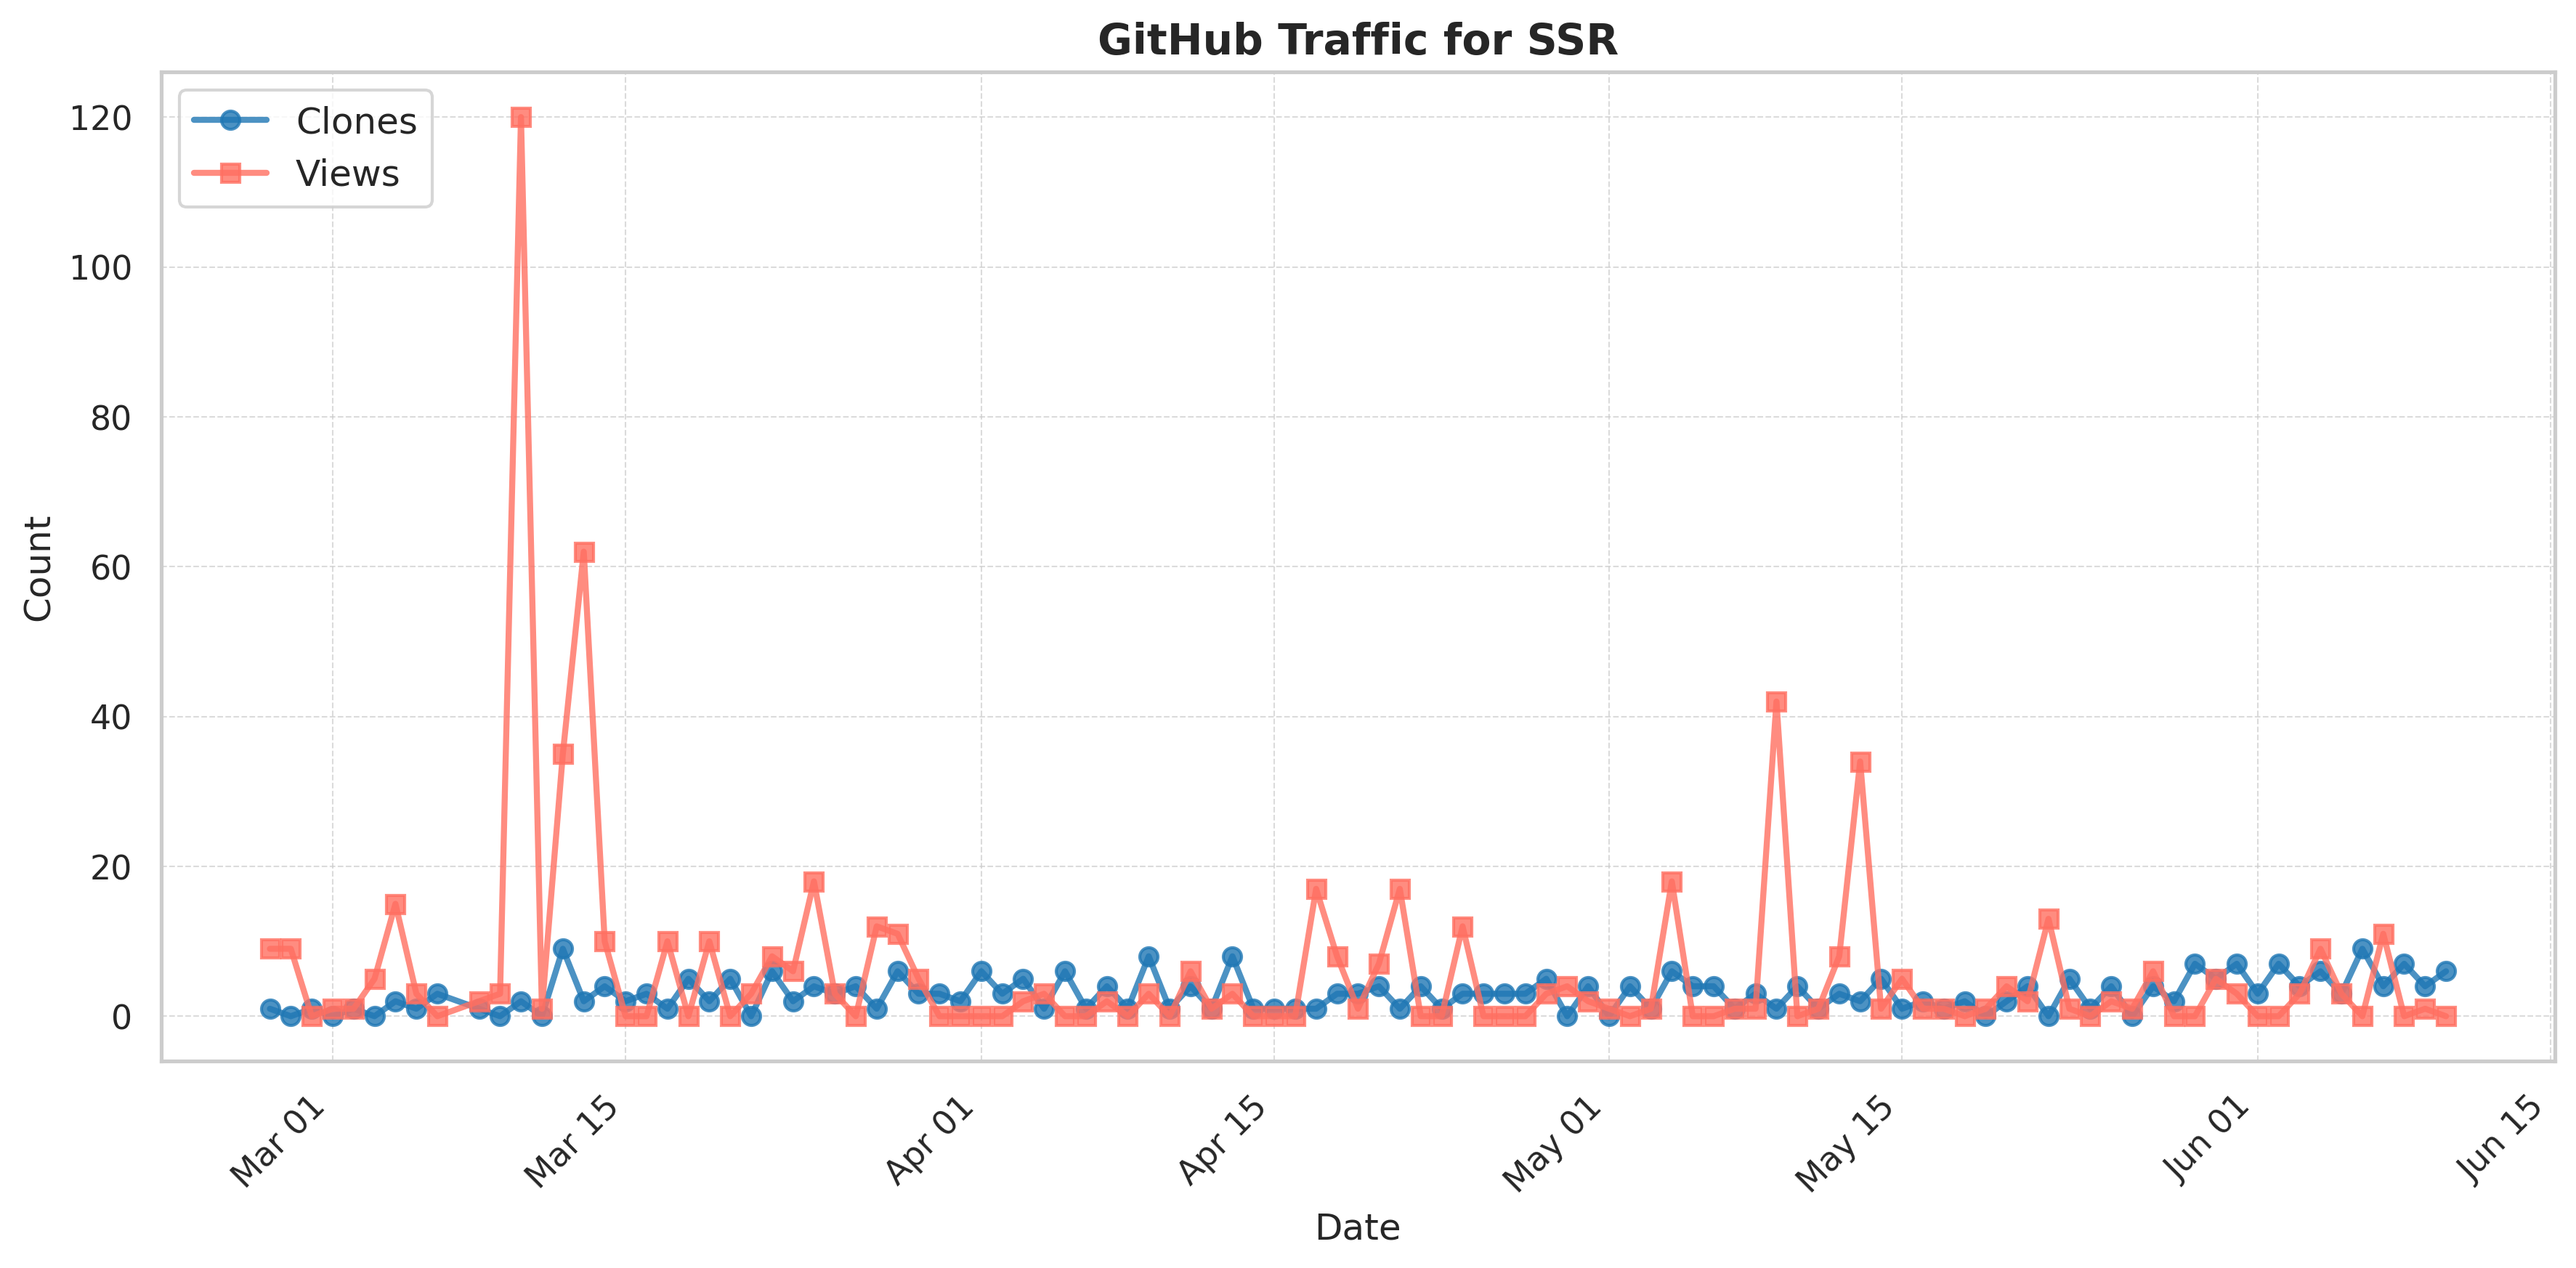 GitHub Traffic for SSR
Clones
Views
120
100
80
60
40
20
0
Count
Mar 01
Mar 15
Apr 01
Apr 15
May 01
May 15
Jun 01
Jun 15
Date